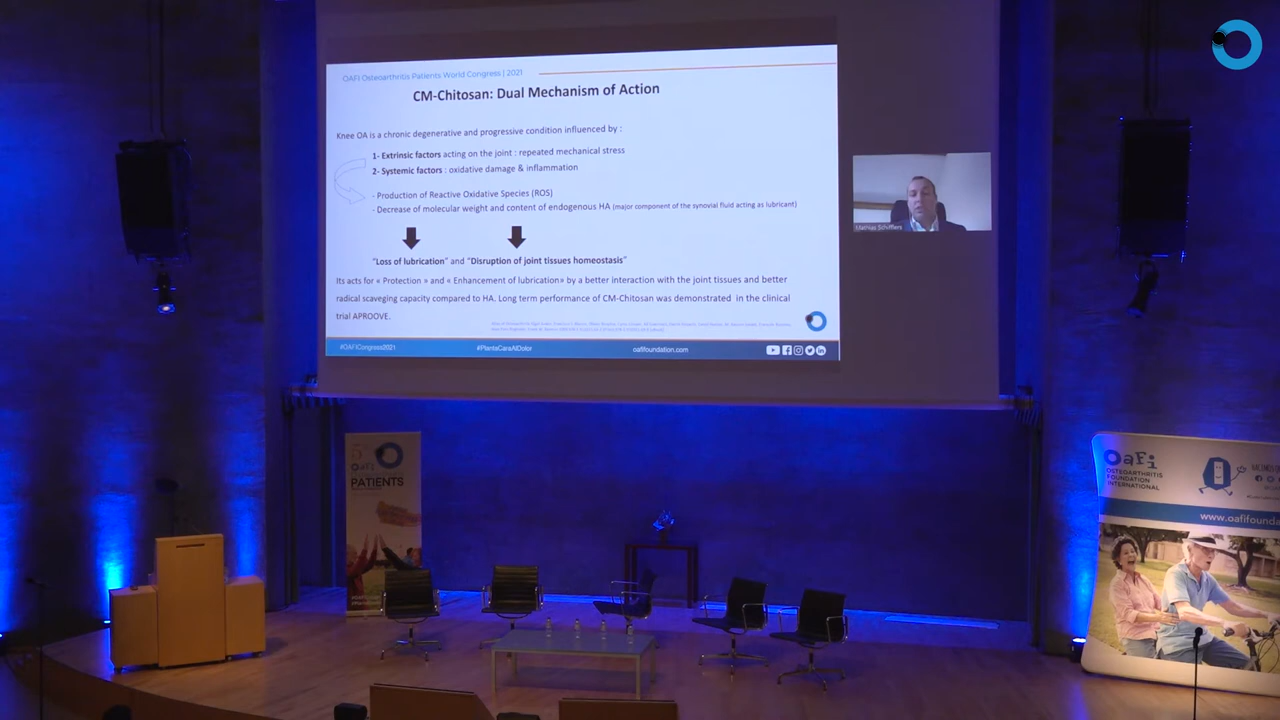 OAFI Osteoarthritis Patients World Congress | 2021
CM-Chitosan: Dual Mechanism of Action
Knee OA is a chronic degenerative and progressive condition influenced by :
1- Extrinsic factors acting on the joint : repeated mechanical stress
2- Systemic factors : oxidative damage & inflammation
- Production of Reactive Oxidative Species (ROS)
- Decrease of molecular weight and content of endogenous HA (major component of the synovial fluid acting as lubricant)
"Loss of lubrication" and "Disruption of joint tissues homeostasis"
Its acts for « Protection » and « Enhancement of lubrication» by a better interaction with the joint tissues and better
radical scaveging capacity compared to HA. Long term performance of CM-Chitosan was demonstrated in the clinical
trial APROOVE.
#OAFICongress2021
#PlantaCaraAlDolor
oafifoundation.com
Mathias Schifflers
OaFi
PATIENTS
OaFi
OSTEOARTHRITIS
FOUNDATION
INTERNATIONAL
www.oafifounda